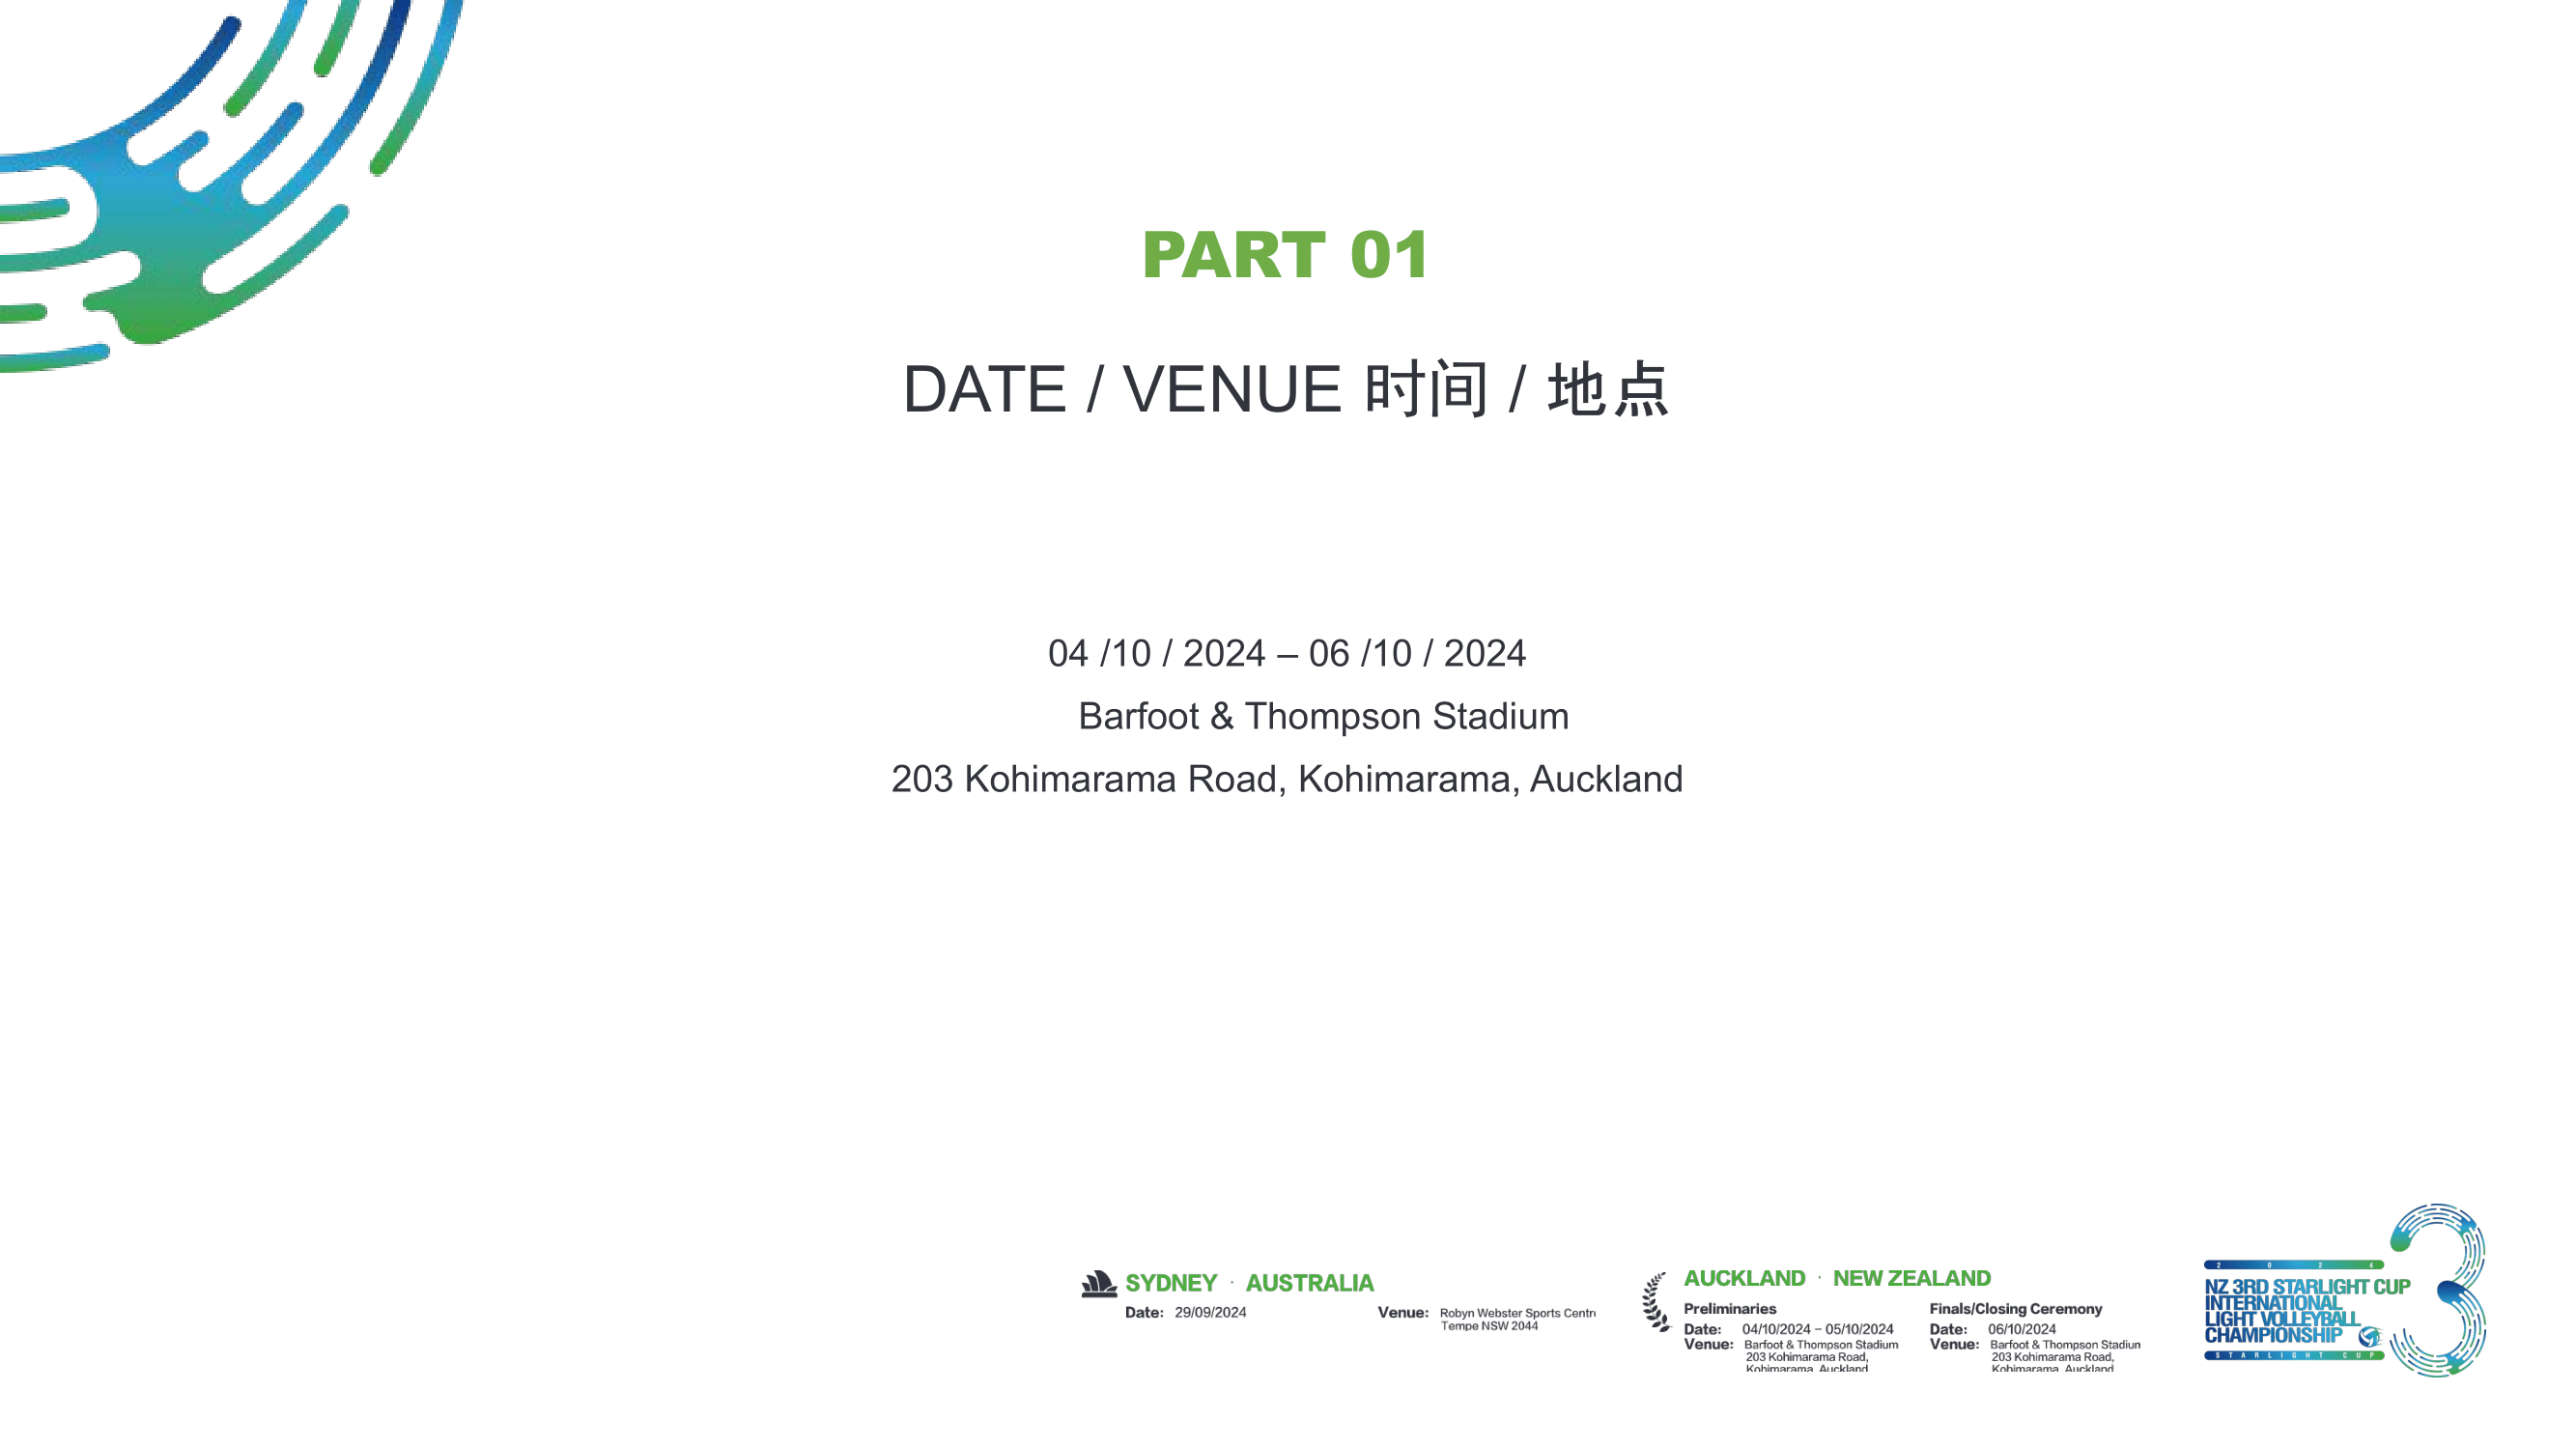 PART 01
DATE / VENUE 时间 / 地点
04 /10 / 2024 – 06 /10 / 2024
Barfoot & Thompson Stadium
203 Kohimarama Road, Kohimarama, Auckland
SYDNEY · AUSTRALIA
Date: 29/09/2024
Venue: Robyn Webster Sports Centr
Tempe NSW 2044
AUCKLAND · NEW ZEALAND
Preliminaries
Date: 04/10/2024 – 05/10/2024
Venue: Barfoot & Thompson Stadium
203 Kohimarama Road,
Kohimarama, Auckland
Finals/Closing Ceremony
Date: 06/10/2024
Venue: Barfoot & Thompson Stadiun
203 Kohimarama Road,
Kohimarama, Auckland
2 0 2 4
NZ 3RD STARLIGHT CUP
INTERNATIONAL
LIGHT VOLLEYBALL
CHAMPIONSHIP
STARLIGHT CUP